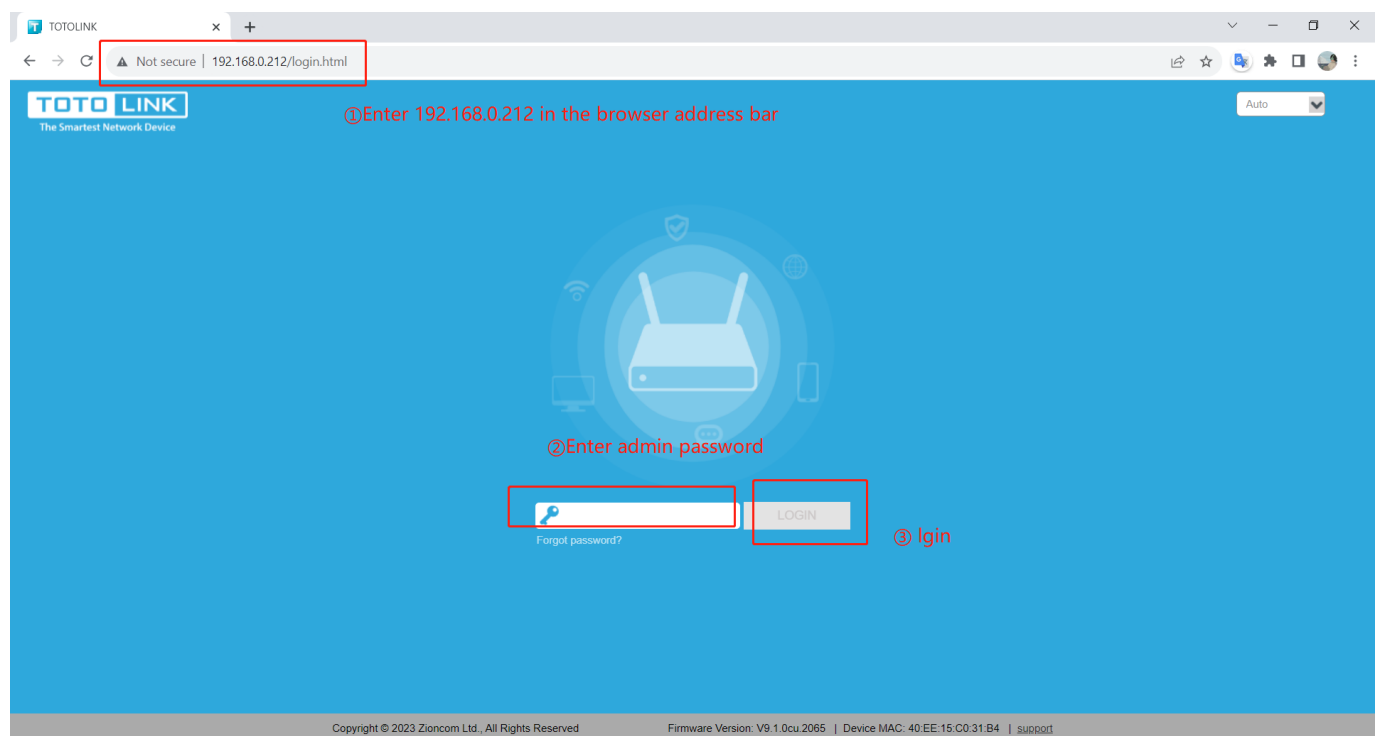 TOTOLINK
Not secure | 192.168.0.212/login.html
TOTO LINK
The Smartest Network Device
①Enter 192.168.0.212 in the browser address bar
Auto
②Enter admin password
LOGIN
Forgot password?
③ lgin
Copyright © 2023 Zioncom Ltd., All Rights Reserved Firmware Version: V9.1.0cu.2065 | Device MAC: 40:EE:15:C0:31:B4 | support